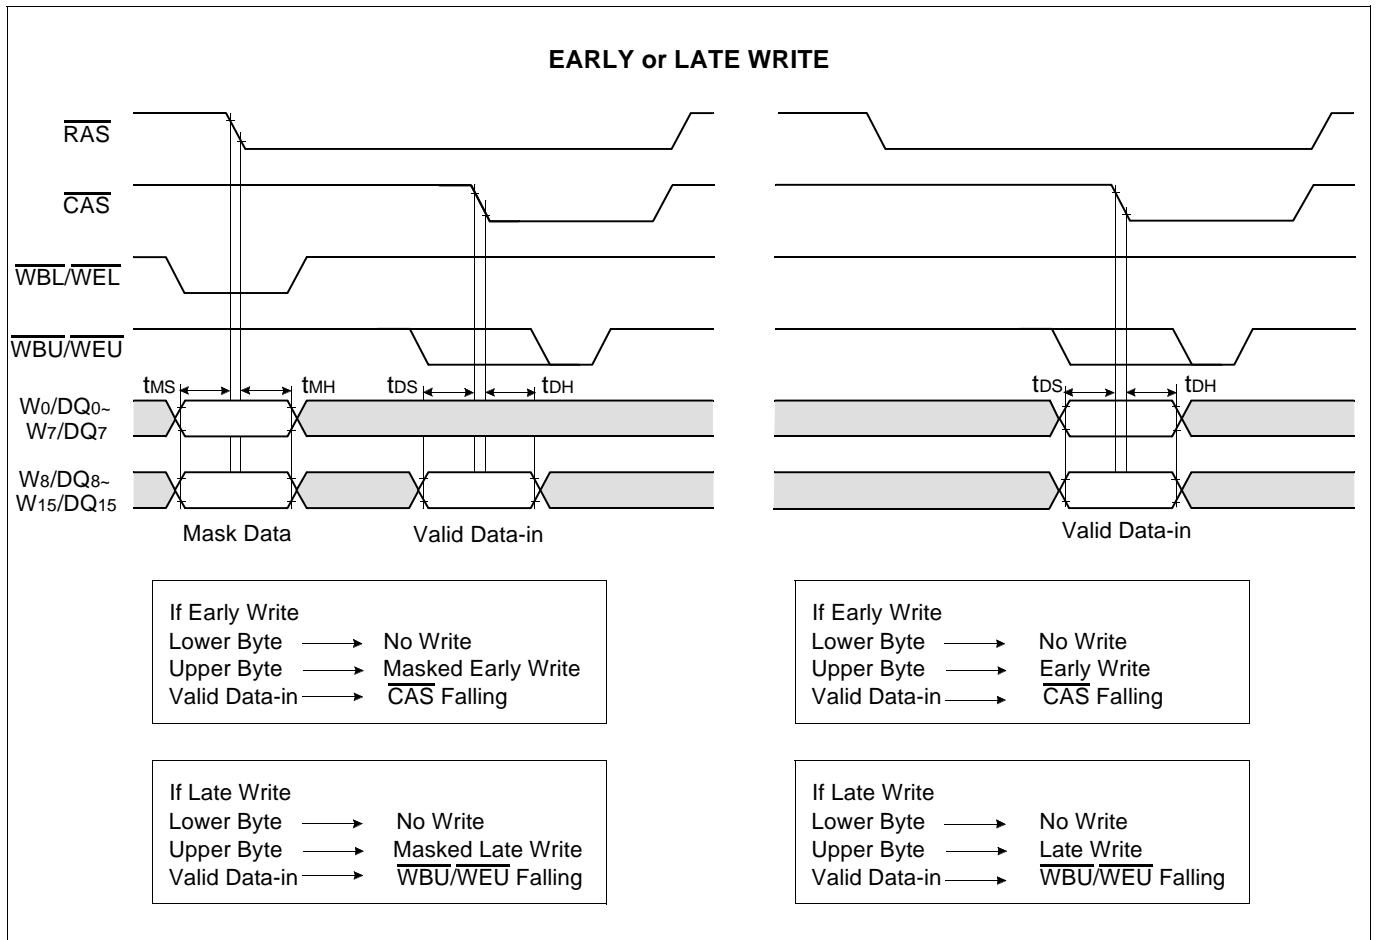 EARLY or LATE WRITE
RAS
CAS
WBL/WEL
WBU/WEU
tMS tMH tDS tDH tDS tDH
W0/DQ0~
W7/DQ7
W8/DQ8~
W15/DQ15
Mask Data Valid Data-in Valid Data-in
If Early Write
Lower Byte No Write
Upper Byte Masked Early Write
Valid Data-in CAS Falling
If Early Write
Lower Byte No Write
Upper Byte Early Write
Valid Data-in CAS Falling
If Late Write
Lower Byte No Write
Upper Byte Masked Late Write
Valid Data-in WBU/WEU Falling
If Late Write
Lower Byte No Write
Upper Byte Late Write
Valid Data-in WBU/WEU Falling